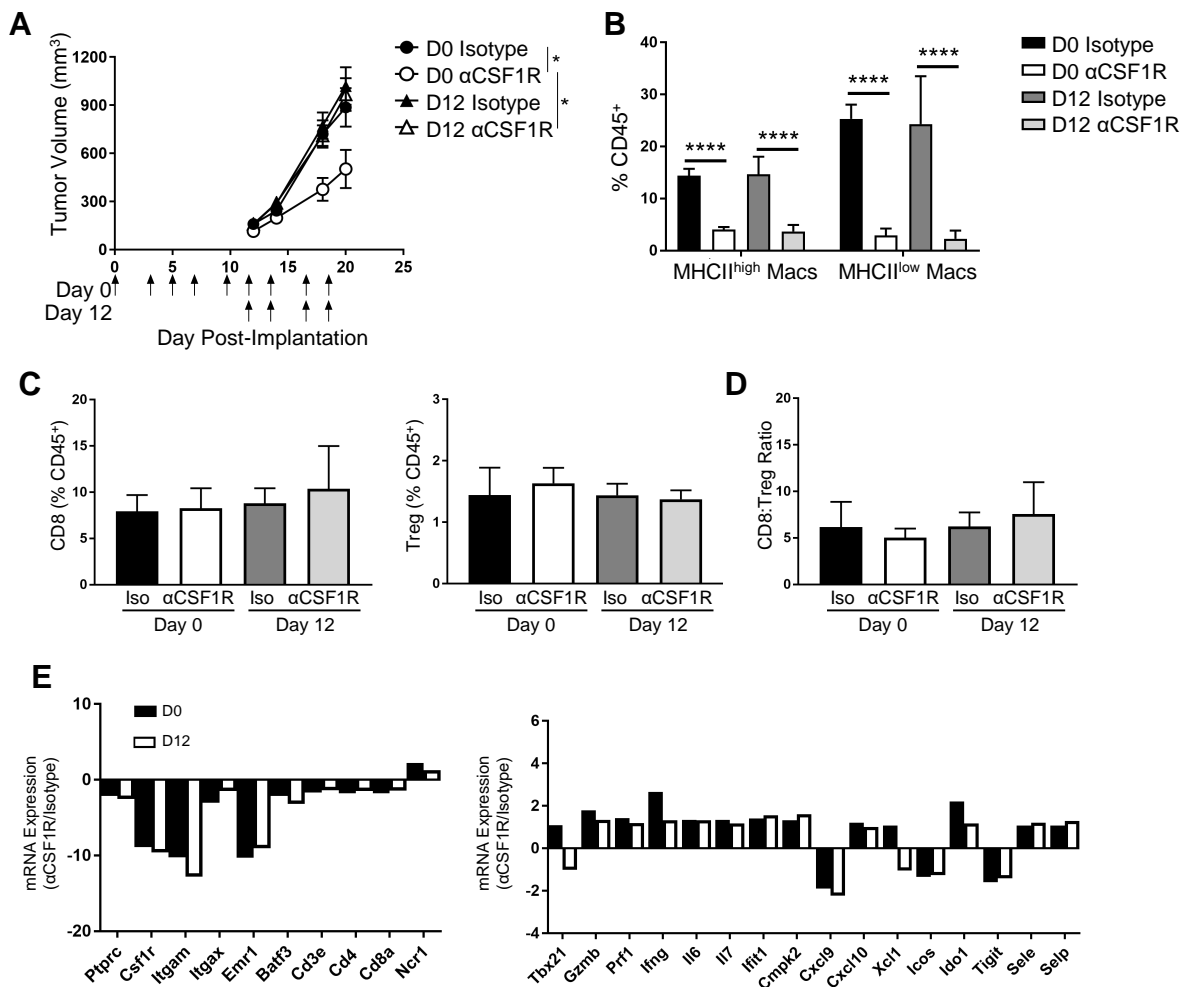 A
Tumor Volume (mm³)
1200
900
600
300
0
0 5 10 15 20 25
Day 0
Day 12
Day Post-Implantation
D0 Isotype
D0 αCSF1R
D12 Isotype
D12 αCSF1R
*
*
B
% CD45⁺
40
30
20
10
0
**** **** **** ****
MHCII^high Macs MHCII^low Macs
D0 Isotype
D0 αCSF1R
D12 Isotype
D12 αCSF1R
C
CD8 (% CD45⁺)
20
15
10
5
0
Iso αCSF1R Iso αCSF1R
Day 0 Day 12
Treg (% CD45⁺)
3
2
1
0
Iso αCSF1R Iso αCSF1R
Day 0 Day 12
D
CD8:Treg Ratio
20
15
10
5
0
Iso αCSF1R Iso αCSF1R
Day 0 Day 12
E
mRNA Expression
(αCSF1R/Isotype)
10
0
-10
-20
D0
D12
Ptprc Csf1r Itgam Itgax Emr1 Batf3 Cd3e Cd4 Cd8a Ncr1
mRNA Expression
(αCSF1R/Isotype)
6
4
2
0
-2
-4
Tbx21 Gzmb Prf1 Ifng Il6 Il7 Ifit1 Cmpk2 Cxcl9 Cxcl10 Xcl1 Icos Ido1 Tigit Sele Selp